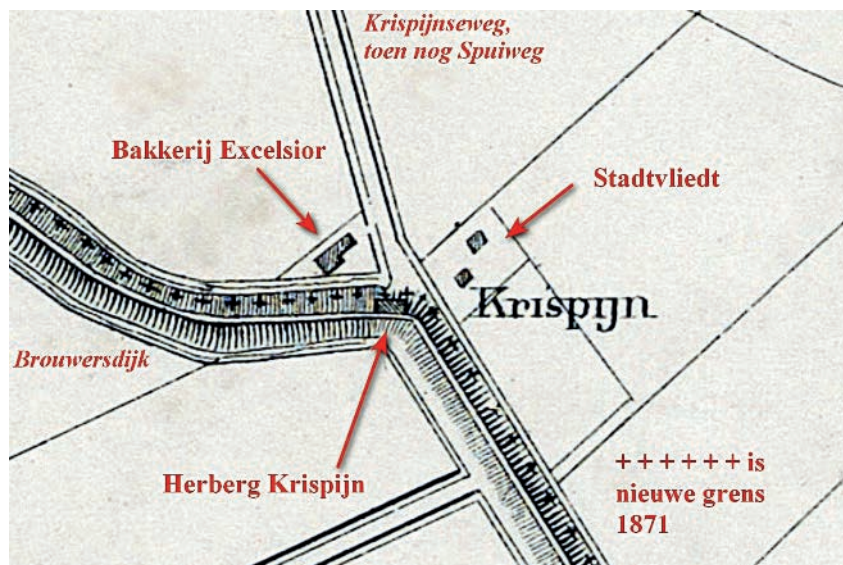 Krispijnseweg,
toen nog Spuiweg
Bakkerij Excelsior
Stadtvliedt
Krispijn
Brouwersdijk
Herberg Krispijn
+ + + + + + is
nieuwe grens
1871